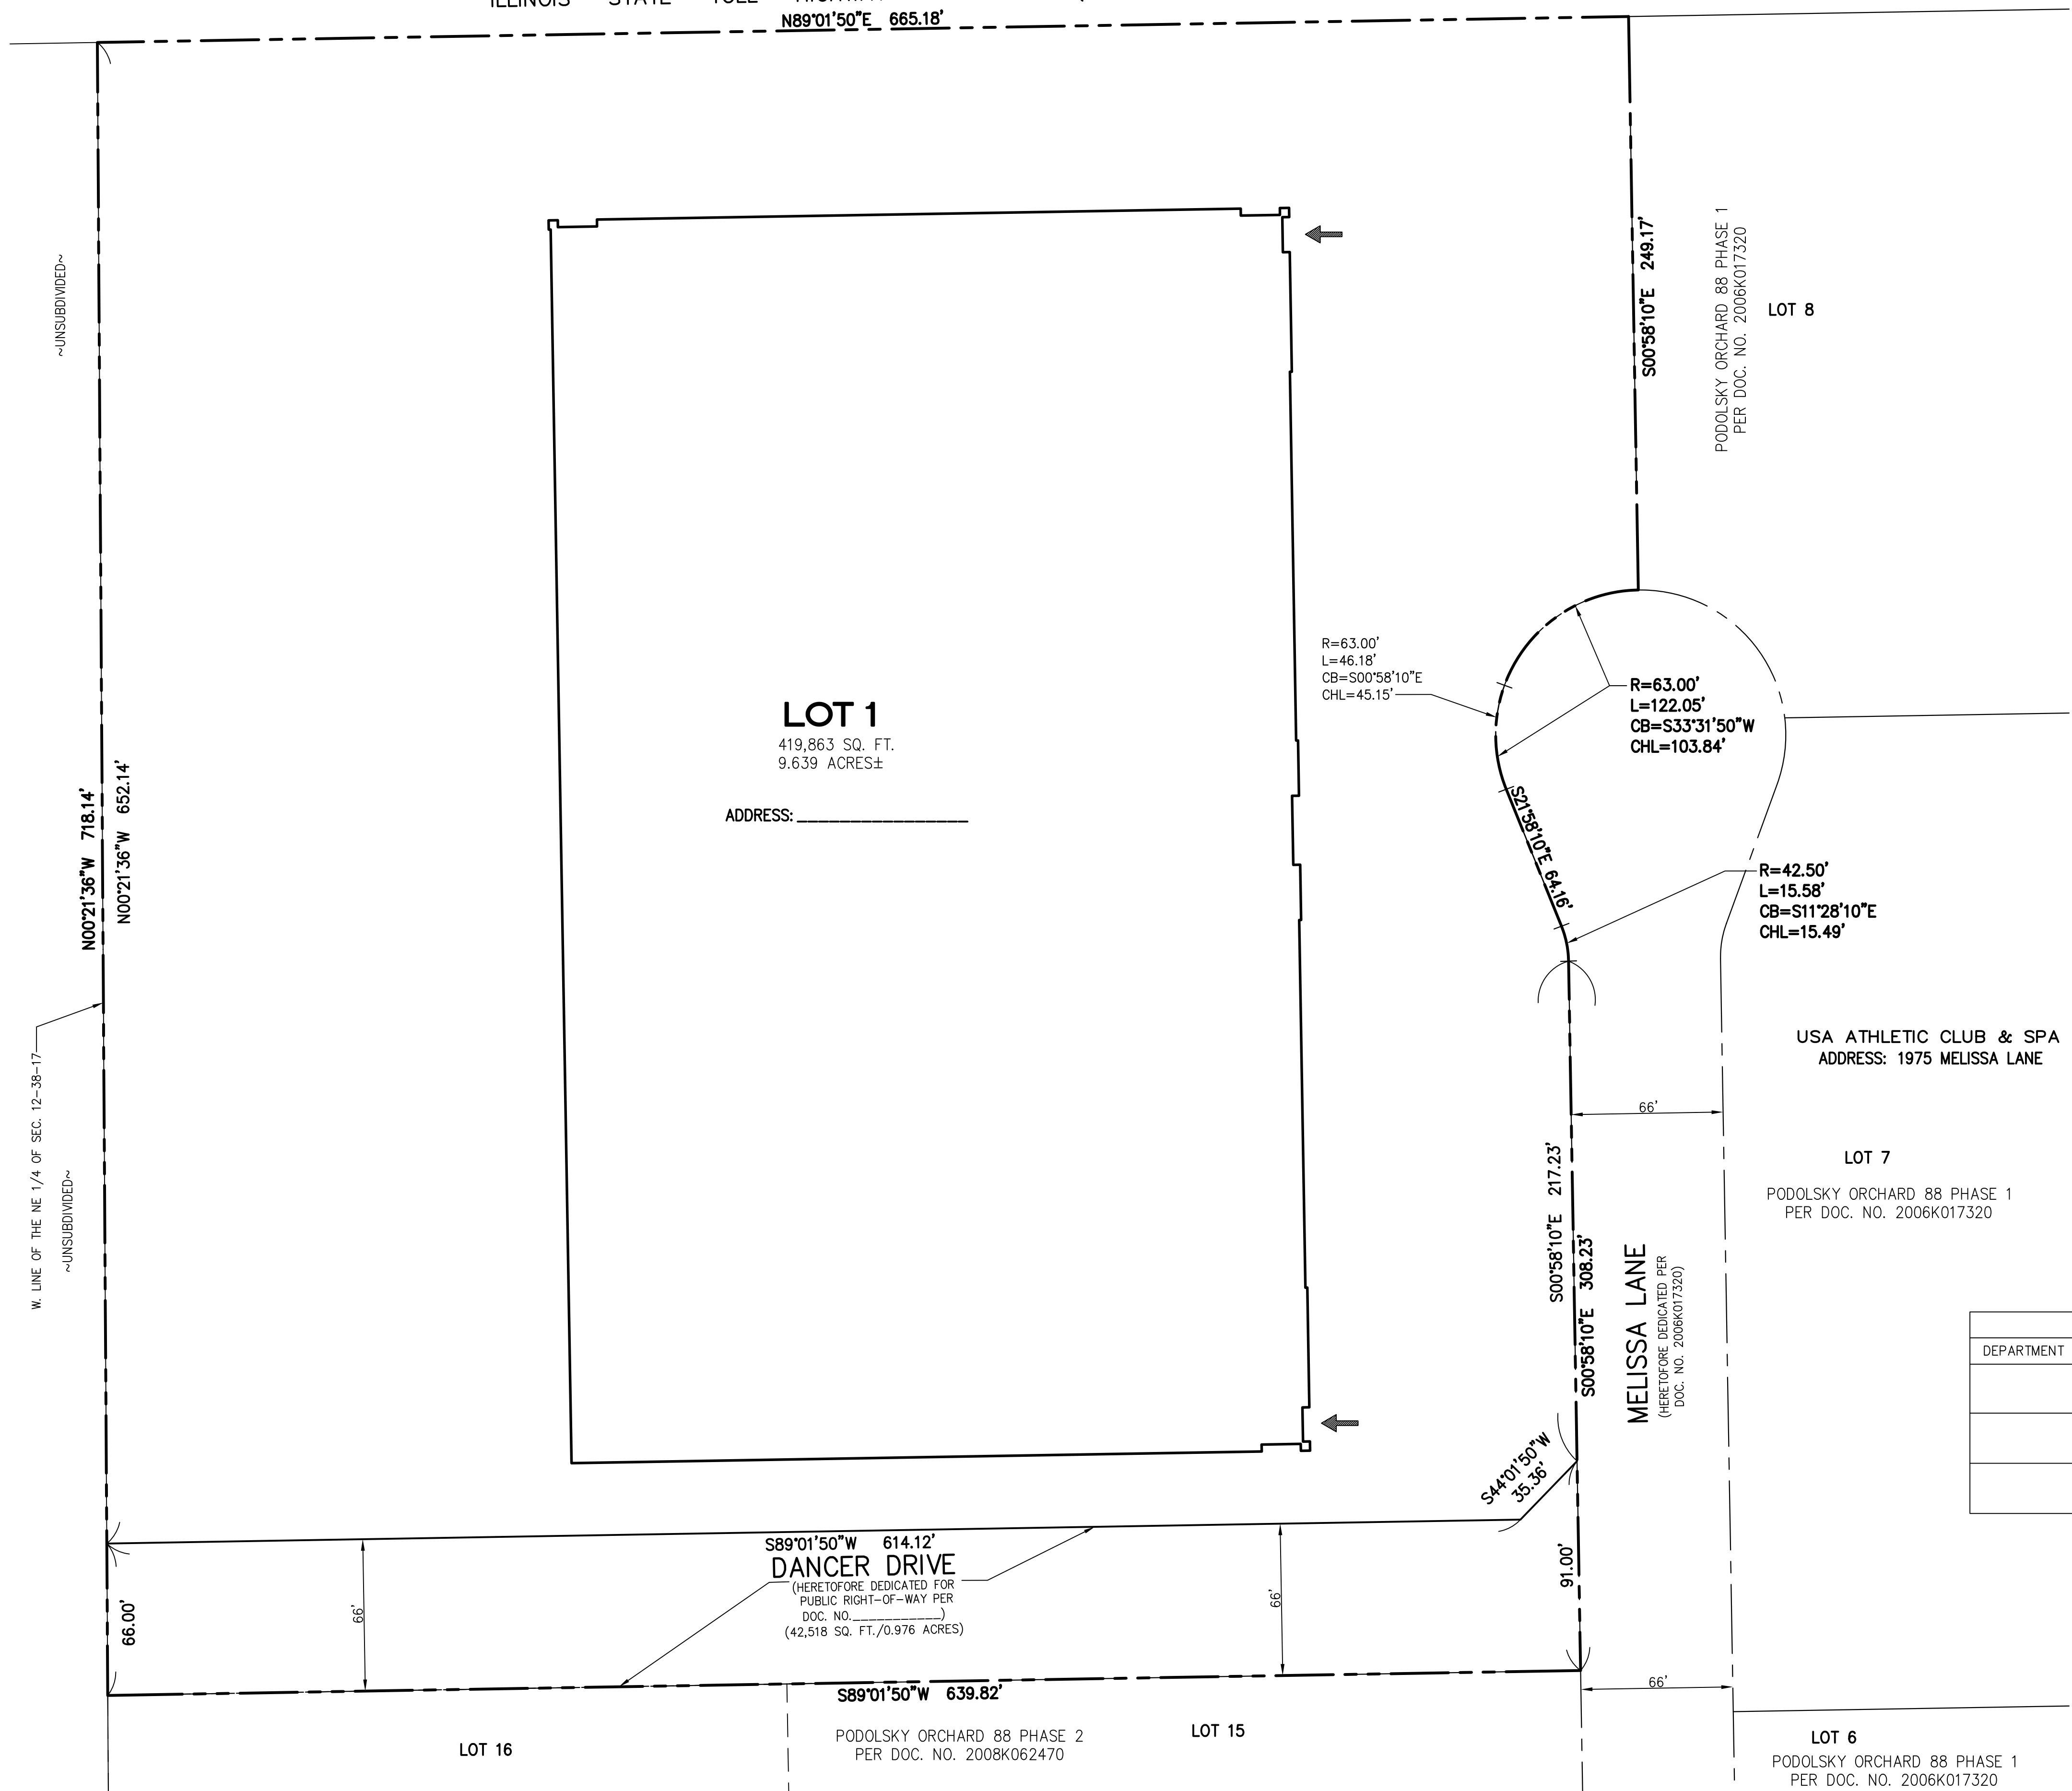 ILLINOIS STATE TOLL
N89°01'50"E 665.18'
~UNSUBDIVIDED~
S00°58'10"E 249.17'
PODOLSKY ORCHARD 88 PHASE 1
PER DOC. NO. 2006K017320
LOT 8
R=63.00'
L=46.18'
CB=S00°58'10"E
CHL=45.15'
R=63.00'
L=122.05'
CB=S33°31'50"W
CHL=103.84'
LOT 1
419,863 SQ. FT.
9.639 ACRES±
ADDRESS: ________________
N00°21'36"W 718.14'
N00°21'36"W 652.14'
S21°58'10"E 64.16'
R=42.50'
L=15.58'
CB=S11°28'10"E
CHL=15.49'
W. LINE OF THE NE 1/4 OF SEC. 12-38-17
~UNSUBDIVIDED~
USA ATHLETIC CLUB & SPA
ADDRESS: 1975 MELISSA LANE
66'
LOT 7
PODOLSKY ORCHARD 88 PHASE 1
PER DOC. NO. 2006K017320
S00°58'10"E 217.23'
S00°58'10"E 308.23'
MELISSA LANE
(HERETOFORE DEDICATED PER
DOC. NO. 2006K017320)
DEPARTMENT
S44°01'50"W
35.36'
S89°01'50"W 614.12'
DANCER DRIVE
(HERETOFORE DEDICATED FOR
PUBLIC RIGHT-OF-WAY PER
DOC. NO.___________)
(42,518 SQ. FT./0.976 ACRES)
66.00'
66'
66'
91.00'
S89°01'50"W 639.82'
66'
LOT 16
PODOLSKY ORCHARD 88 PHASE 2
PER DOC. NO. 2008K062470
LOT 15
LOT 6
PODOLSKY ORCHARD 88 PHASE 1
PER DOC. NO. 2006K017320